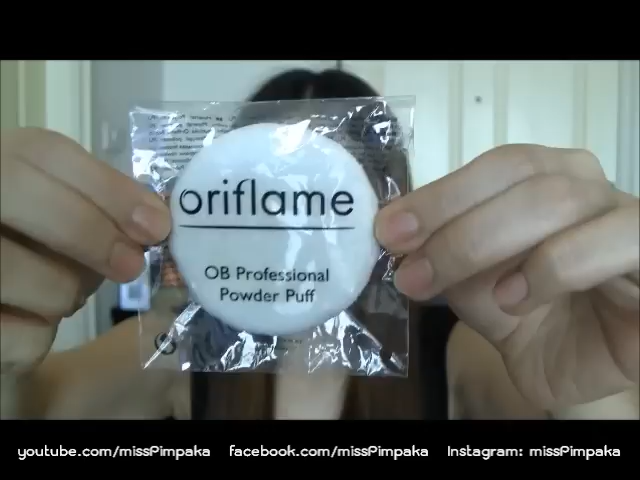 oriflame
OB Professional
Powder Puff
youtube.com/missPimpaka facebook.com/missPimpaka Instagram: missPimpaka